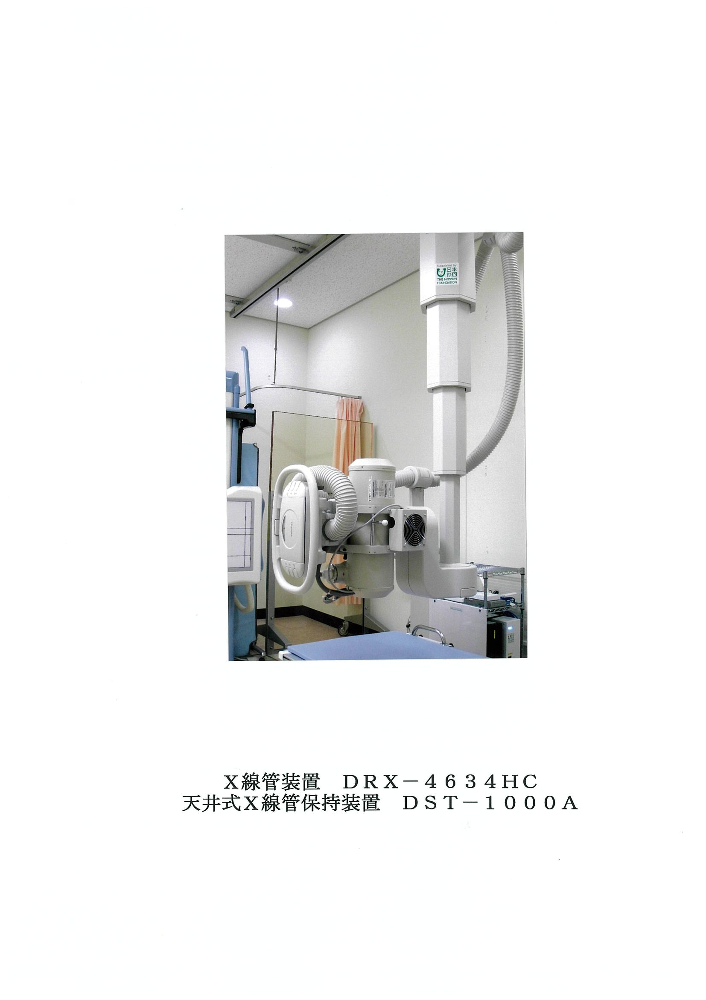 Supported by
日本
財団
THE NIPPON
FOUNDATION
X線管装置　DRX－4634HC
天井式X線管保持装置　DST－1000A